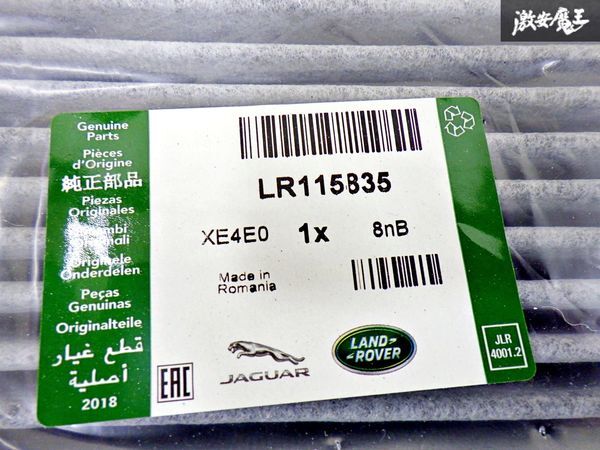 激安魔王
Genuine
Parts
Pièces
d'Origine
純正部品
Piezas
Originales
Originele
Onderdelen
Peças
Genuinas
Originalteile
قطع غيار
أصلية
2018
LR115835
XE4E0 1x 8nB
Made in
Romania
EAC
JAGUAR
LAND
ROVER
JLR
4001.2